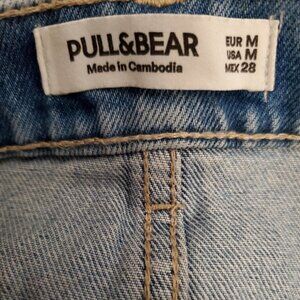 PULL&BEAR
Made in Cambodia
EUR M
USA M
MEX 28